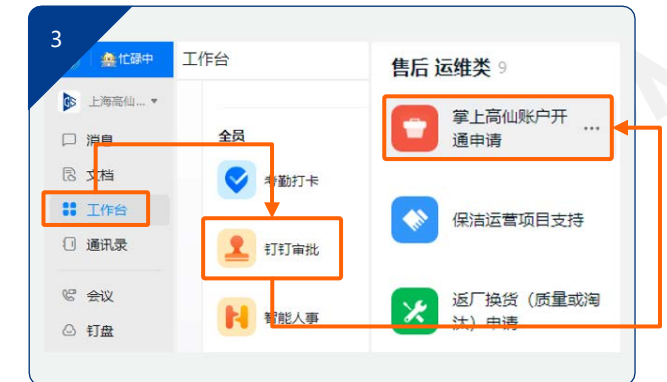 3
忙碌中
工作台
售后 运维类 9
上海高仙...
消息
文档
工作台
通讯录
会议
钉盘
全员
考勤打卡
钉钉审批
智能人事
掌上高仙账户开
通申请
...
保洁运营项目支持
返厂换货（质量或淘
汰）申请